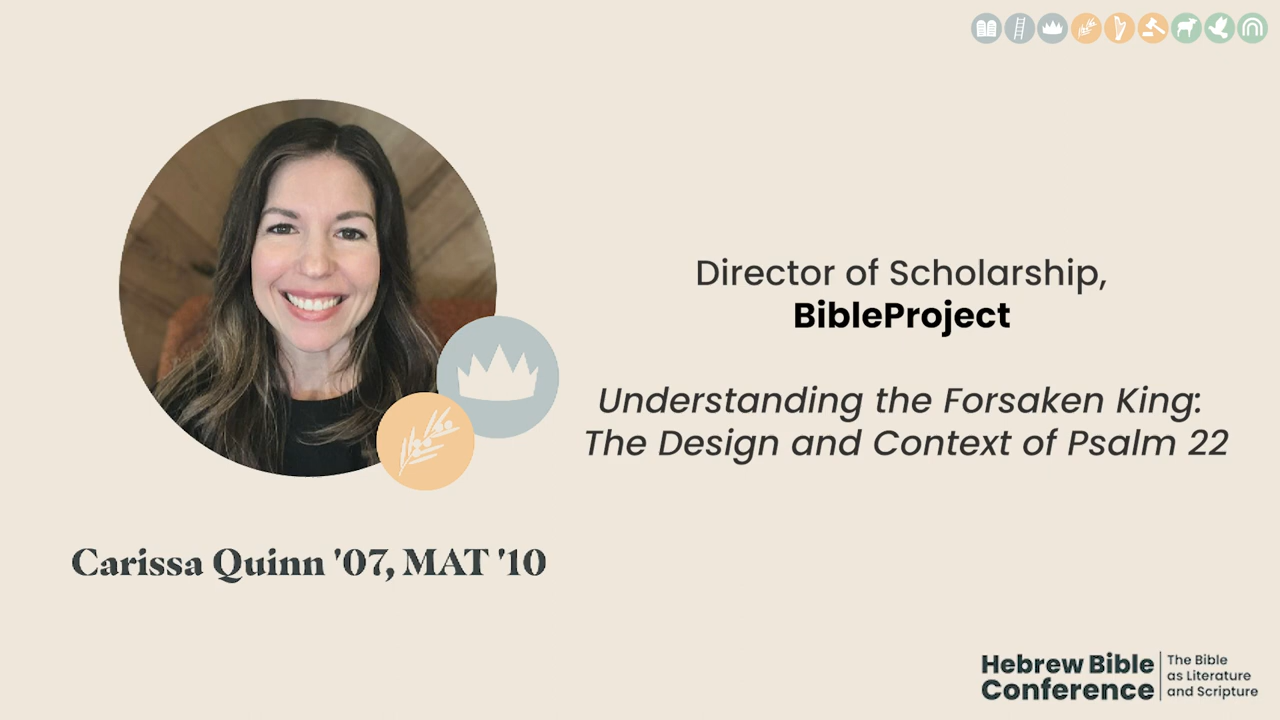 Director of Scholarship,
BibleProject
Understanding the Forsaken King:
The Design and Context of Psalm 22
Carissa Quinn '07, MAT '10
Hebrew Bible
Conference
The Bible
as Literature
and Scripture